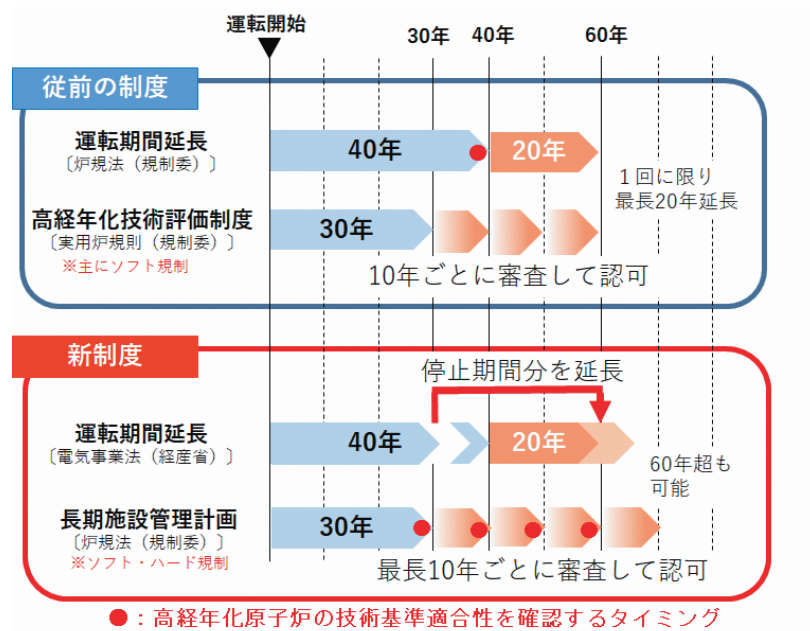 運転開始
30年 40年 60年
従前の制度
運転期間延長
〔炉規法（規制委）〕
40年
20年
1回に限り
最長20年延長
高経年化技術評価制度
〔実用炉規則（規制委）〕
※主にソフト規制
30年
10年ごとに審査して認可
新制度
停止期間分を延長
運転期間延長
〔電気事業法（経産省）〕
40年
20年
60年超も
可能
長期施設管理計画
〔炉規法（規制委）〕
※ソフト・ハード規制
30年
最長10年ごとに審査して認可
●：高経年化原子炉の技術基準適合性を確認するタイミング